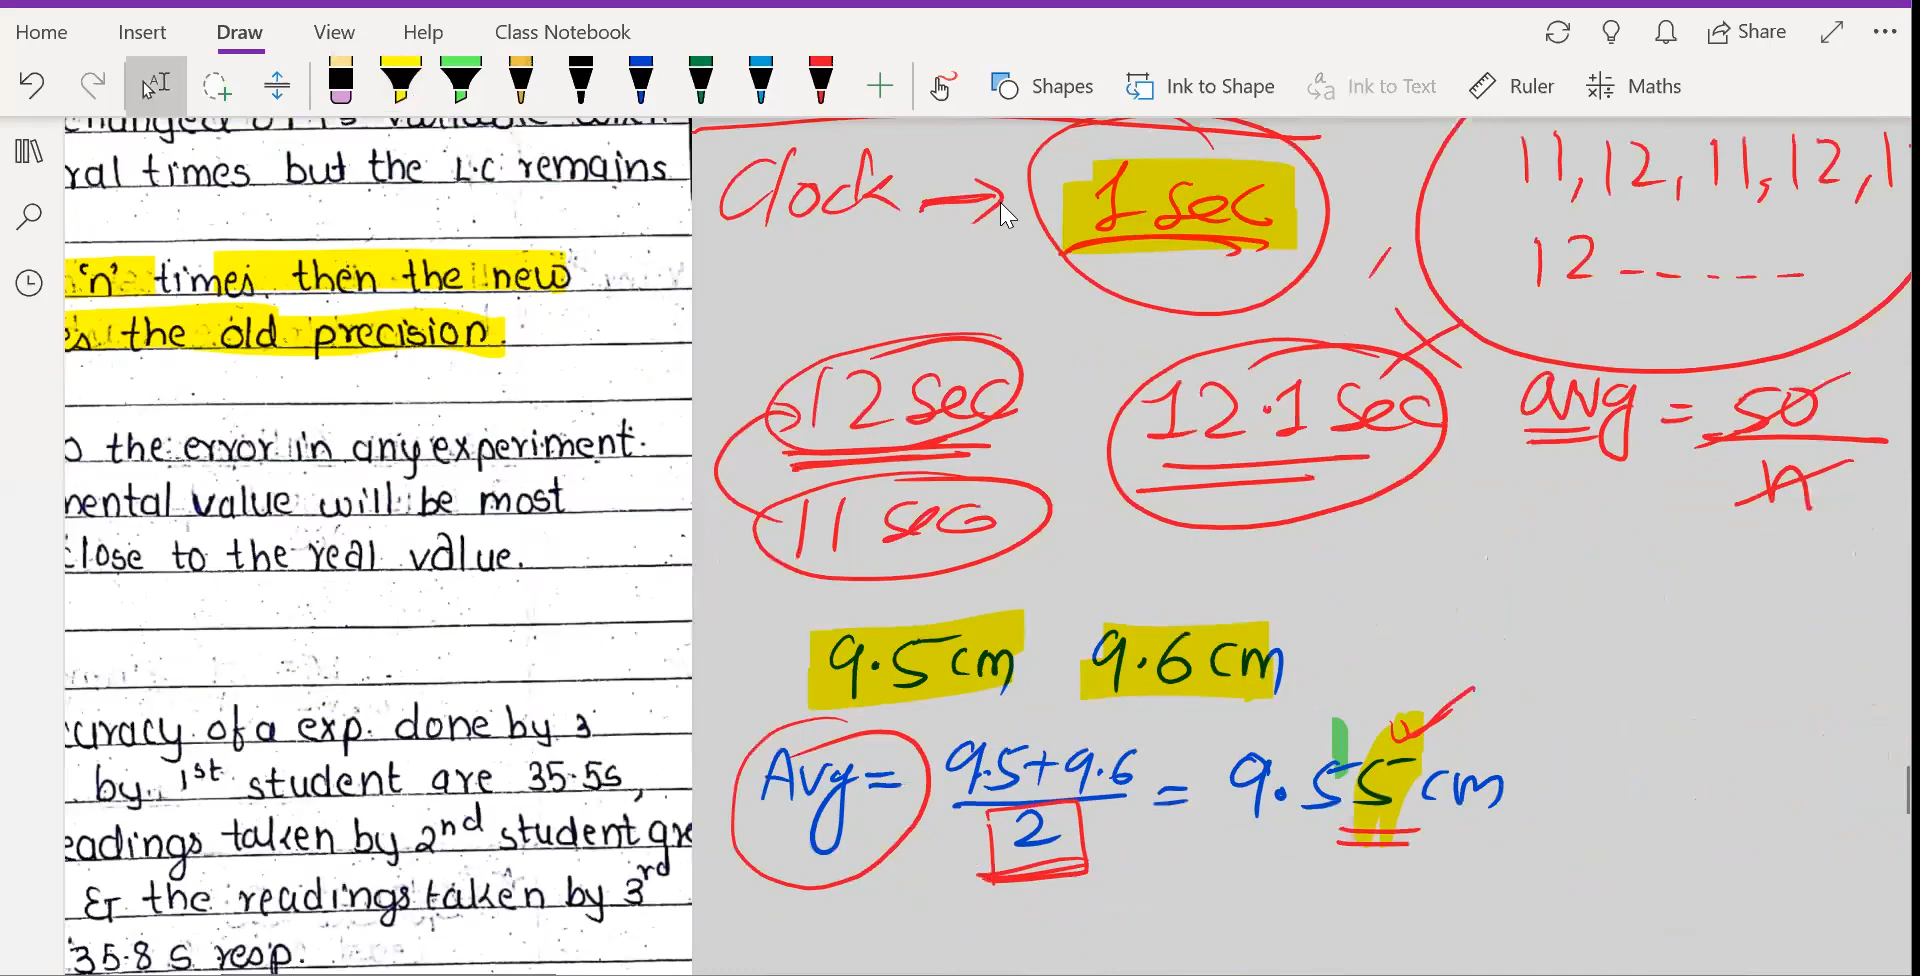 Home Insert Draw View Help Class Notebook Share
Shapes Ink to Shape Ink to Text Ruler Maths
ral times but the L.C remains
'n' times then the new
the old precision.
the error in any experiment.
mental value will be most
close to the real value.
curacy of a exp. done by 3
by 1st student are 35.5s,
eadings taken by 2nd student are
& the readings taken by 3rd
35.8 s resp.
Clock → 1 sec
11, 12, 11, 12, 1
12 ------
12 sec 12.1 sec
avg = 50/n
11 sec
9.5 cm 9.6 cm
Avg = 9.5+9.6 / 2 = 9.55 cm